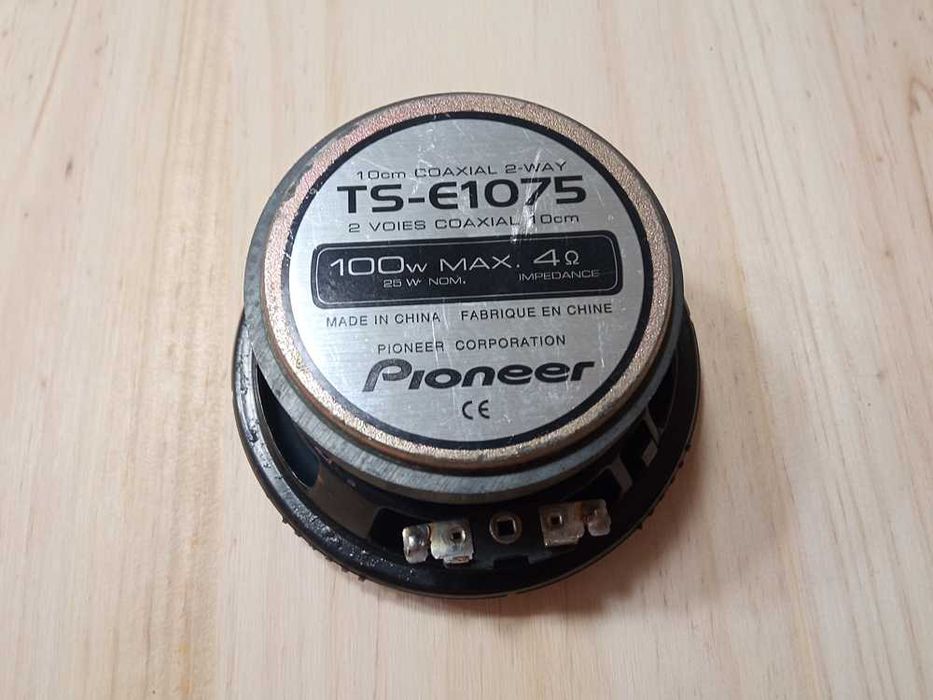 10cm COAXIAL 2-WAY
TS-E1075
2 VOIES COAXIAL 10cm
100W MAX. 4Ω
25 W NOM. IMPEDANCE
MADE IN CHINA FABRIQUE EN CHINE
PIONEER CORPORATION
Pioneer
CE